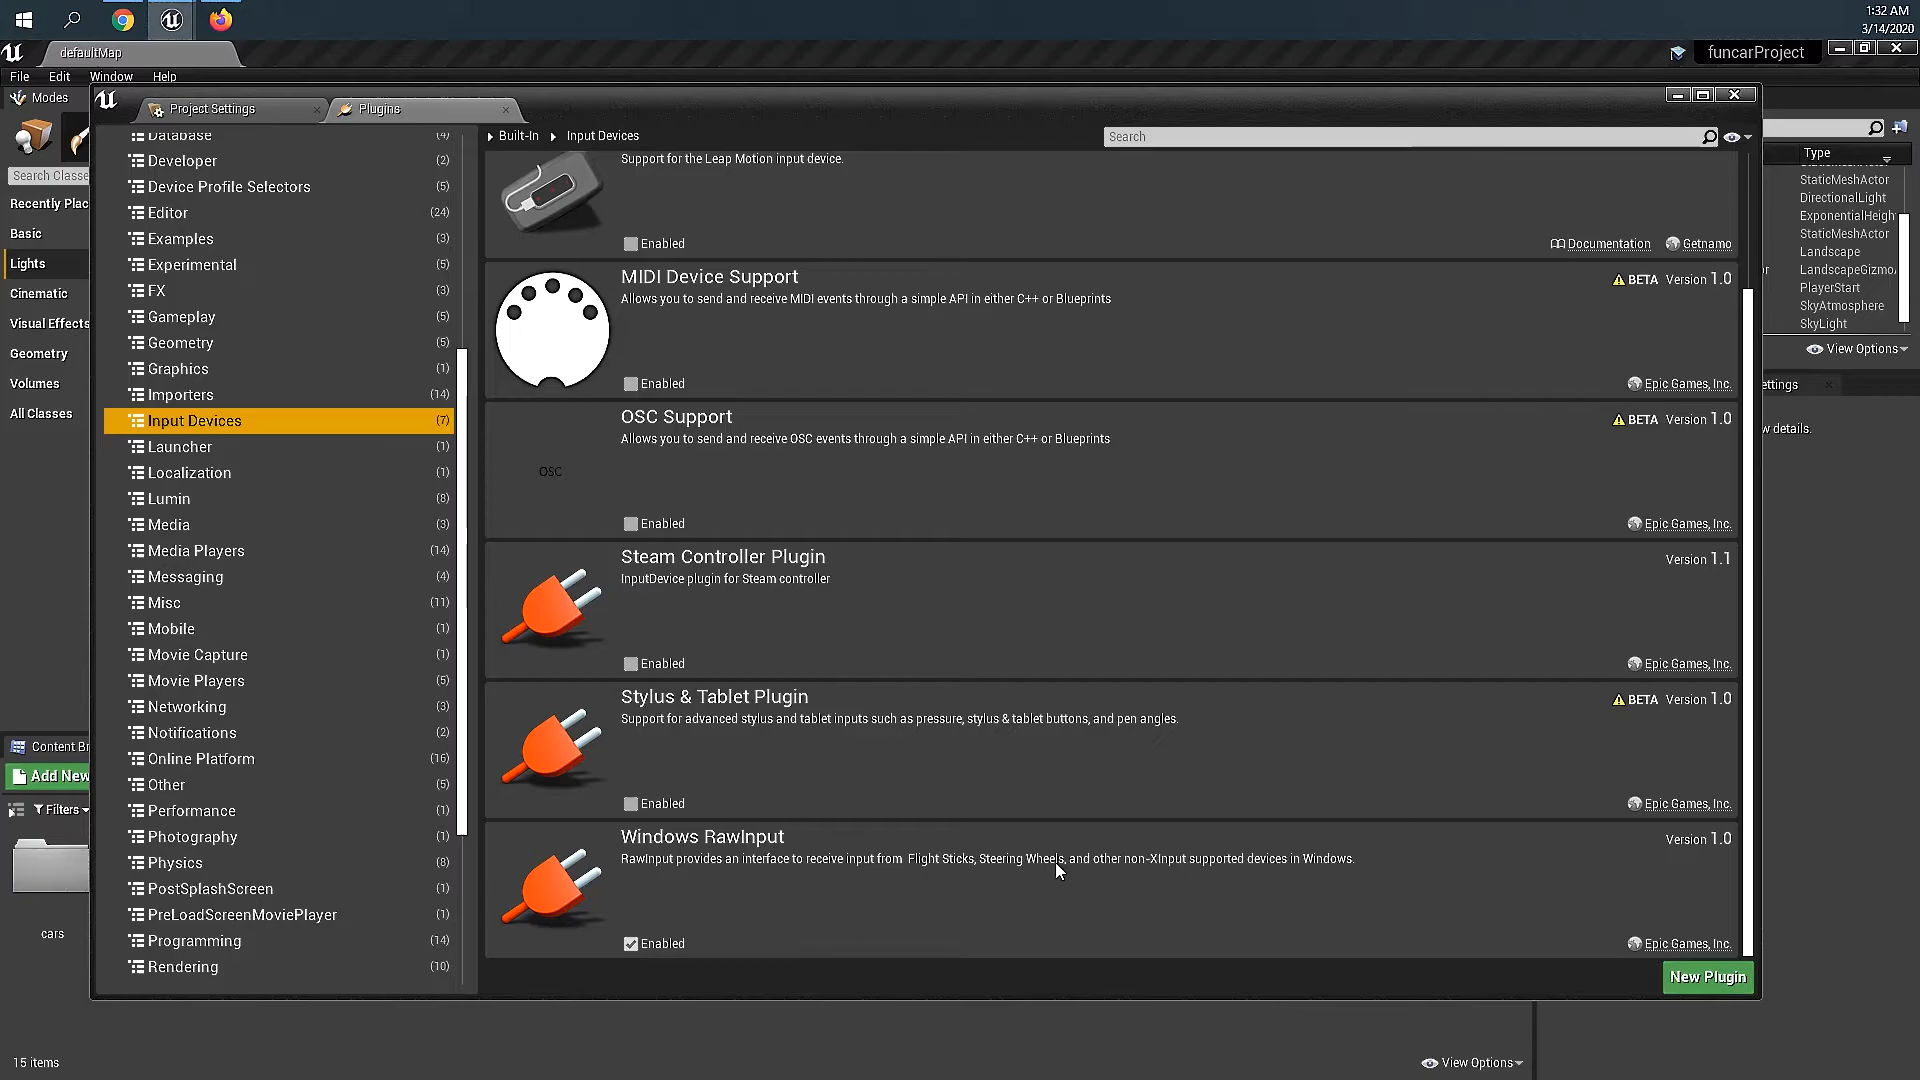 1:32 AM
3/14/2020
defaultMap
funcarProject
File Edit Window Help
Modes
Project Settings
Plugins
Search Classe
Recently Plac
Basic
Lights
Cinematic
Visual Effects
Geometry
Volumes
All Classes
Database (4)
Developer (2)
Device Profile Selectors (5)
Editor (24)
Examples (3)
Experimental (5)
FX (3)
Gameplay (5)
Geometry (5)
Graphics (1)
Importers (14)
Input Devices (7)
Launcher (1)
Localization (1)
Lumin (8)
Media (3)
Media Players (14)
Messaging (4)
Misc (11)
Mobile (1)
Movie Capture (1)
Movie Players (5)
Networking (3)
Notifications (2)
Online Platform (16)
Other (5)
Performance (1)
Photography (1)
Physics (8)
PostSplashScreen (1)
PreLoadScreenMoviePlayer (1)
Programming (14)
Rendering (10)
Built-In Input Devices
Search
Support for the Leap Motion input device.
Enabled
Documentation Getnamo
MIDI Device Support
BETA Version 1.0
Allows you to send and receive MIDI events through a simple API in either C++ or Blueprints
Enabled
Epic Games, Inc.
OSC Support
BETA Version 1.0
Allows you to send and receive OSC events through a simple API in either C++ or Blueprints
OSC
Enabled
Epic Games, Inc.
Steam Controller Plugin
Version 1.1
InputDevice plugin for Steam controller
Enabled
Epic Games, Inc.
Stylus & Tablet Plugin
BETA Version 1.0
Support for advanced stylus and tablet inputs such as pressure, stylus & tablet buttons, and pen angles.
Enabled
Epic Games, Inc.
Windows RawInput
Version 1.0
RawInput provides an interface to receive input from Flight Sticks, Steering Wheels, and other non-XInput supported devices in Windows.
Enabled
Epic Games, Inc.
New Plugin
Type
StaticMeshActor
StaticMeshActor
DirectionalLight
ExponentialHeigh
StaticMeshActor
Landscape
LandscapeGizmo
PlayerStart
SkyAtmosphere
SkyLight
View Options
ettings
w details.
Content Br
Add New
Filters
cars
15 items
View Options